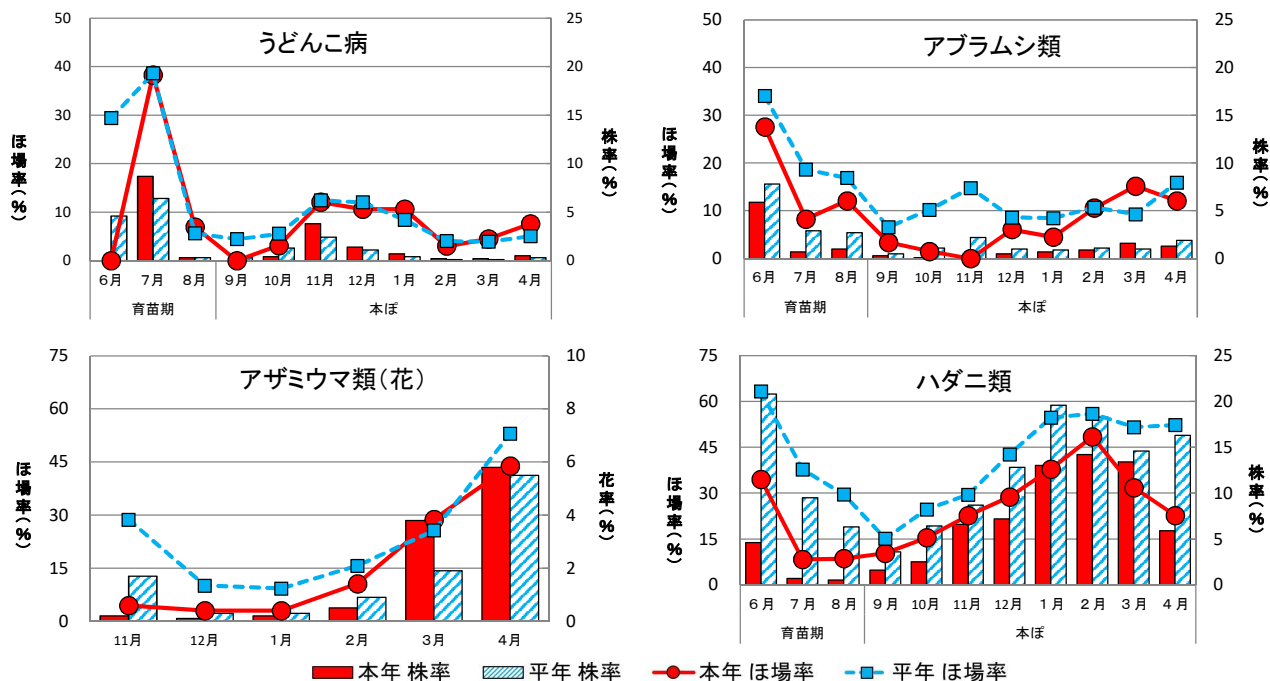 うどんこ病
50
40
30
20
10
0
25
20
15
10
5
0
ほ場率(%)
株率(%)
6月 7月 8月 9月 10月 11月 12月 1月 2月 3月 4月
育苗期 本ぽ
アブラムシ類
50
40
30
20
10
0
25
20
15
10
5
0
ほ場率(%)
株率(%)
6月 7月 8月 9月 10月 11月 12月 1月 2月 3月 4月
育苗期 本ぽ
アザミウマ類(花)
75
60
45
30
15
0
10
8
6
4
2
0
ほ場率(%)
花率(%)
11月 12月 1月 2月 3月 4月
ハダニ類
75
60
45
30
15
0
25
20
15
10
5
0
ほ場率(%)
株率(%)
6月 7月 8月 9月 10月 11月 12月 1月 2月 3月 4月
育苗期 本ぽ
本年 株率 平年 株率 本年 ほ場率 平年 ほ場率